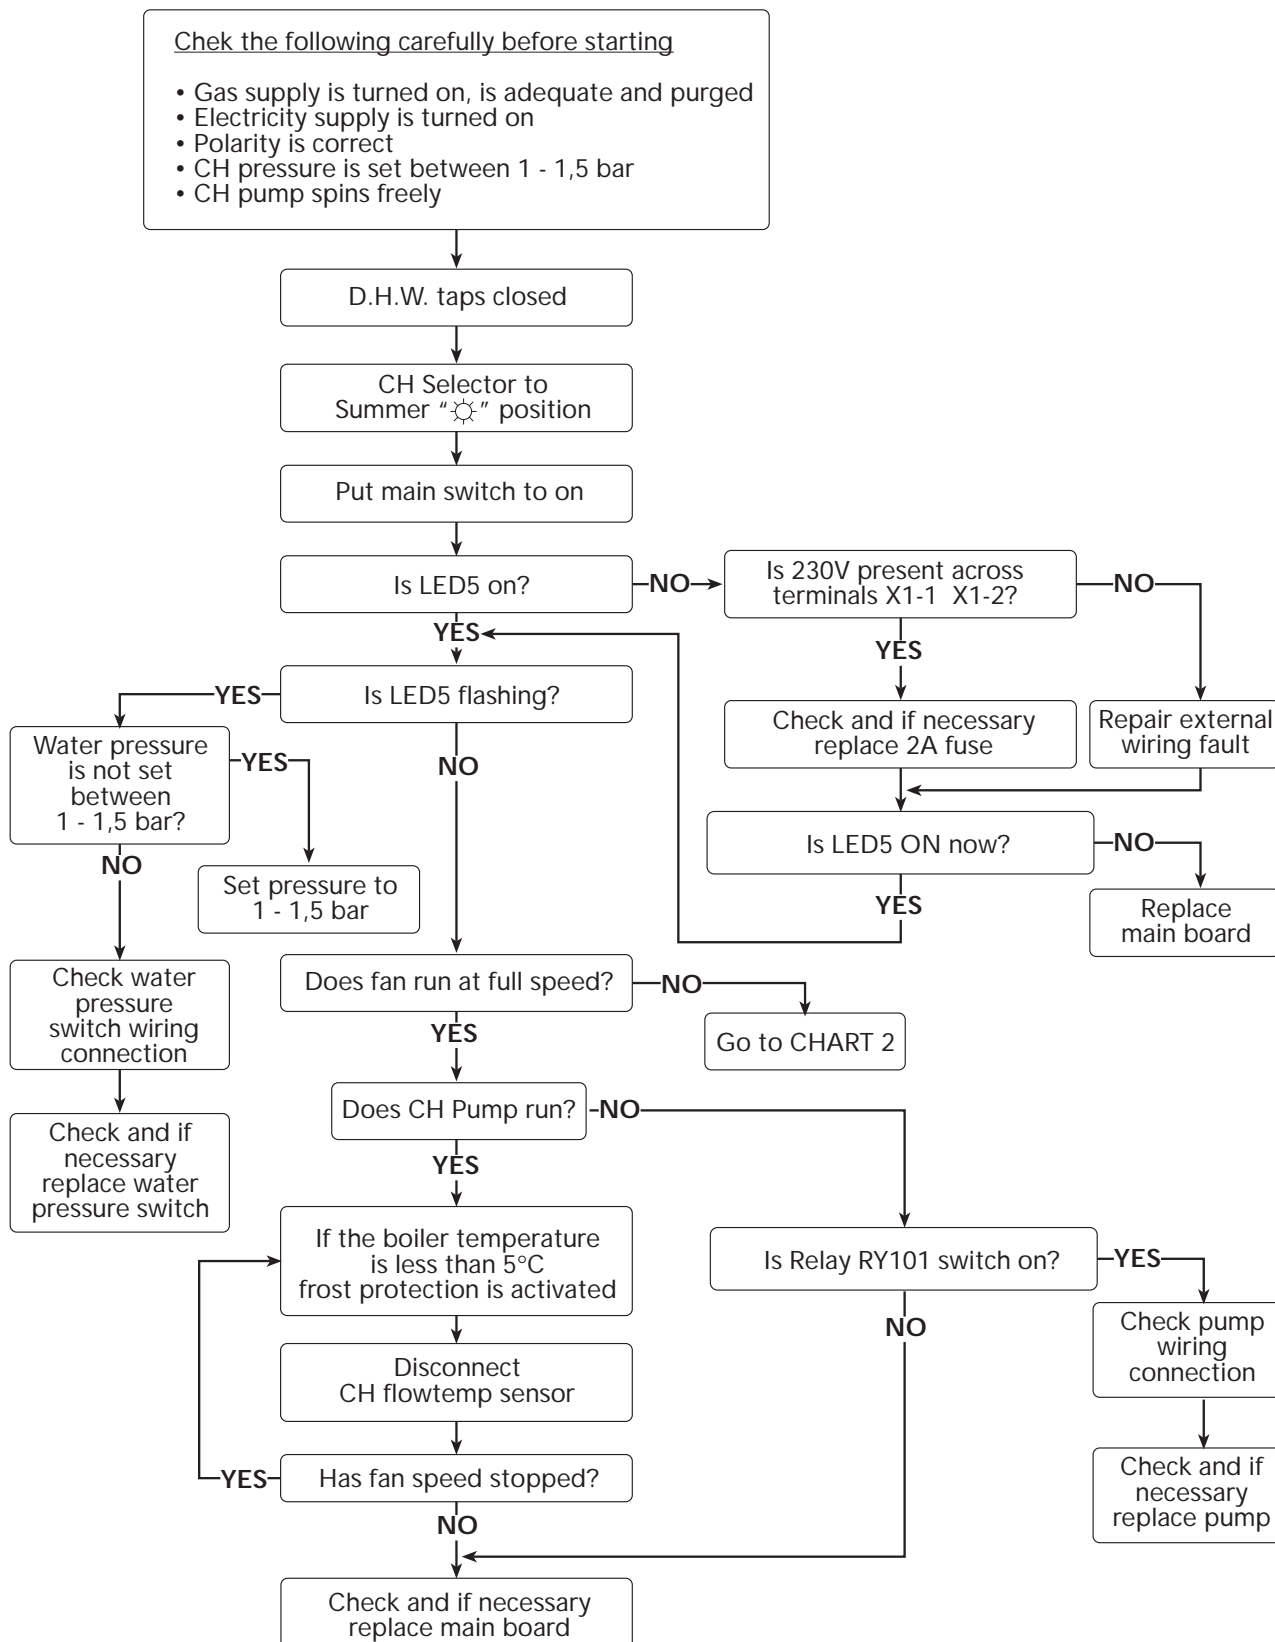 Chek the following carefully before starting
• Gas supply is turned on, is adequate and purged
• Electricity supply is turned on
• Polarity is correct
• CH pressure is set between 1 - 1,5 bar
• CH pump spins freely
D.H.W. taps closed
CH Selector to
Summer “☼” position
Put main switch to on
Is LED5 on?
NO
Is 230V present across
terminals X1-1 X1-2?
NO
YES
YES
YES
Is LED5 flashing?
Check and if necessary
replace 2A fuse
Repair external
wiring fault
Water pressure
is not set
between
1 - 1,5 bar?
YES
NO
Is LED5 ON now?
NO
NO
Set pressure to
1 - 1,5 bar
YES
Replace
main board
Check water
pressure
switch wiring
connection
Does fan run at full speed?
NO
YES
Go to CHART 2
Does CH Pump run?
NO
Check and if
necessary
replace water
pressure switch
YES
If the boiler temperature
is less than 5°C
frost protection is activated
Is Relay RY101 switch on?
YES
NO
Check pump
wiring
connection
Disconnect
CH flowtemp sensor
YES
Has fan speed stopped?
Check and if
necessary
replace pump
NO
Check and if necessary
replace main board